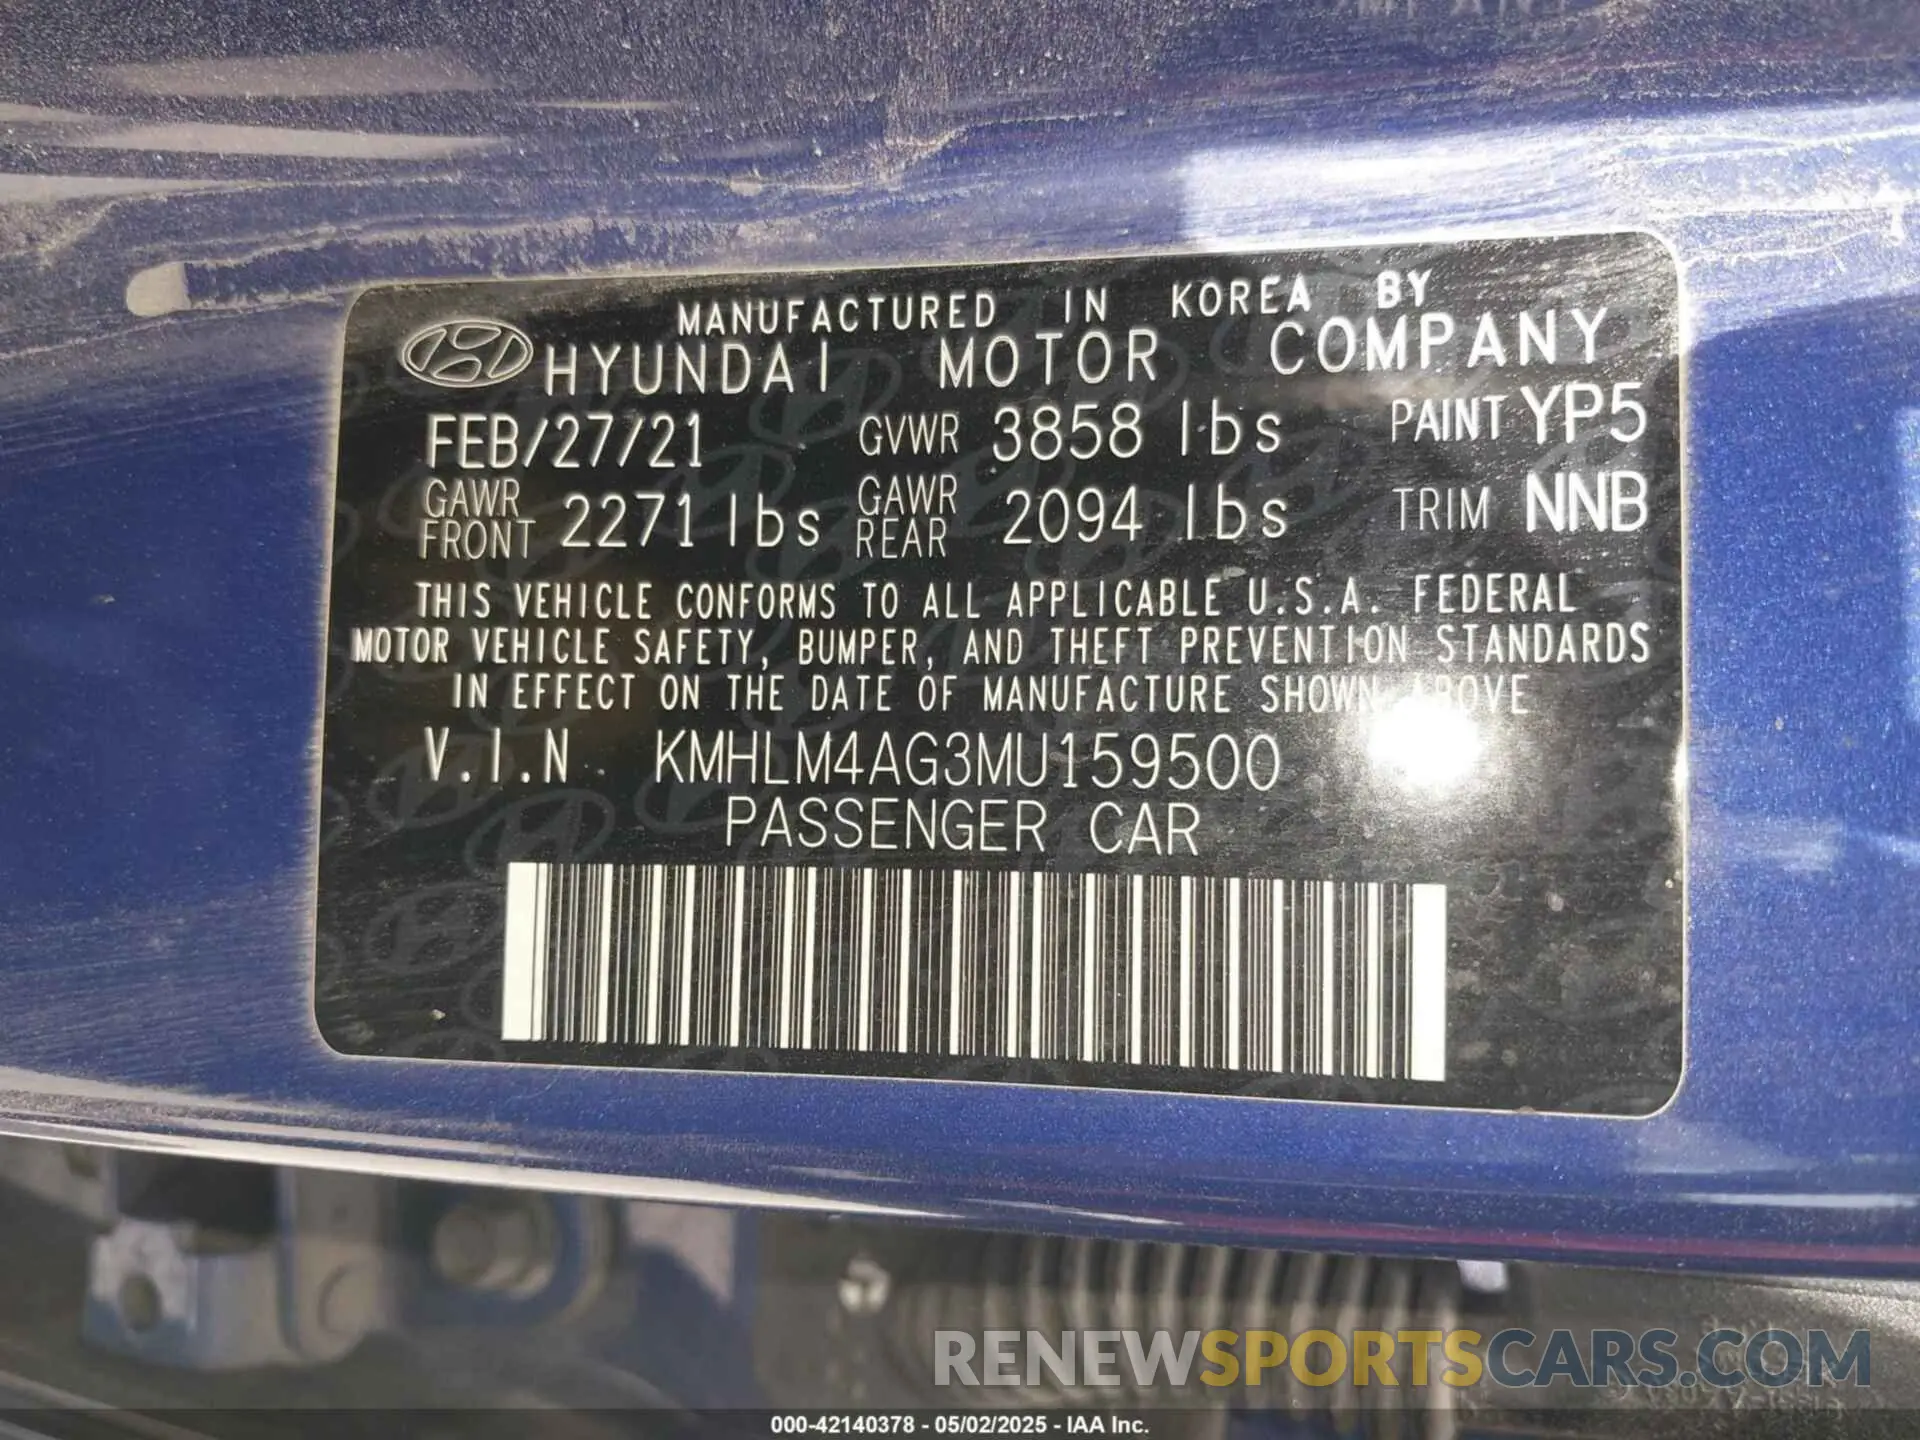 MANUFACTURED IN KOREA BY
HYUNDAI MOTOR COMPANY
FEB/27/21 GVWR 3858 lbs PAINT YP5
GAWR FRONT 2271 lbs GAWR REAR 2094 lbs TRIM NNB
THIS VEHICLE CONFORMS TO ALL APPLICABLE U.S.A. FEDERAL
MOTOR VEHICLE SAFETY, BUMPER, AND THEFT PREVENTION STANDARDS
IN EFFECT ON THE DATE OF MANUFACTURE SHOWN ABOVE
V.I.N KMHLM4AG3MU159500
PASSENGER CAR
RENEWSPORTSCARS.COM
000-42140378 - 05/02/2025 - IAA Inc.